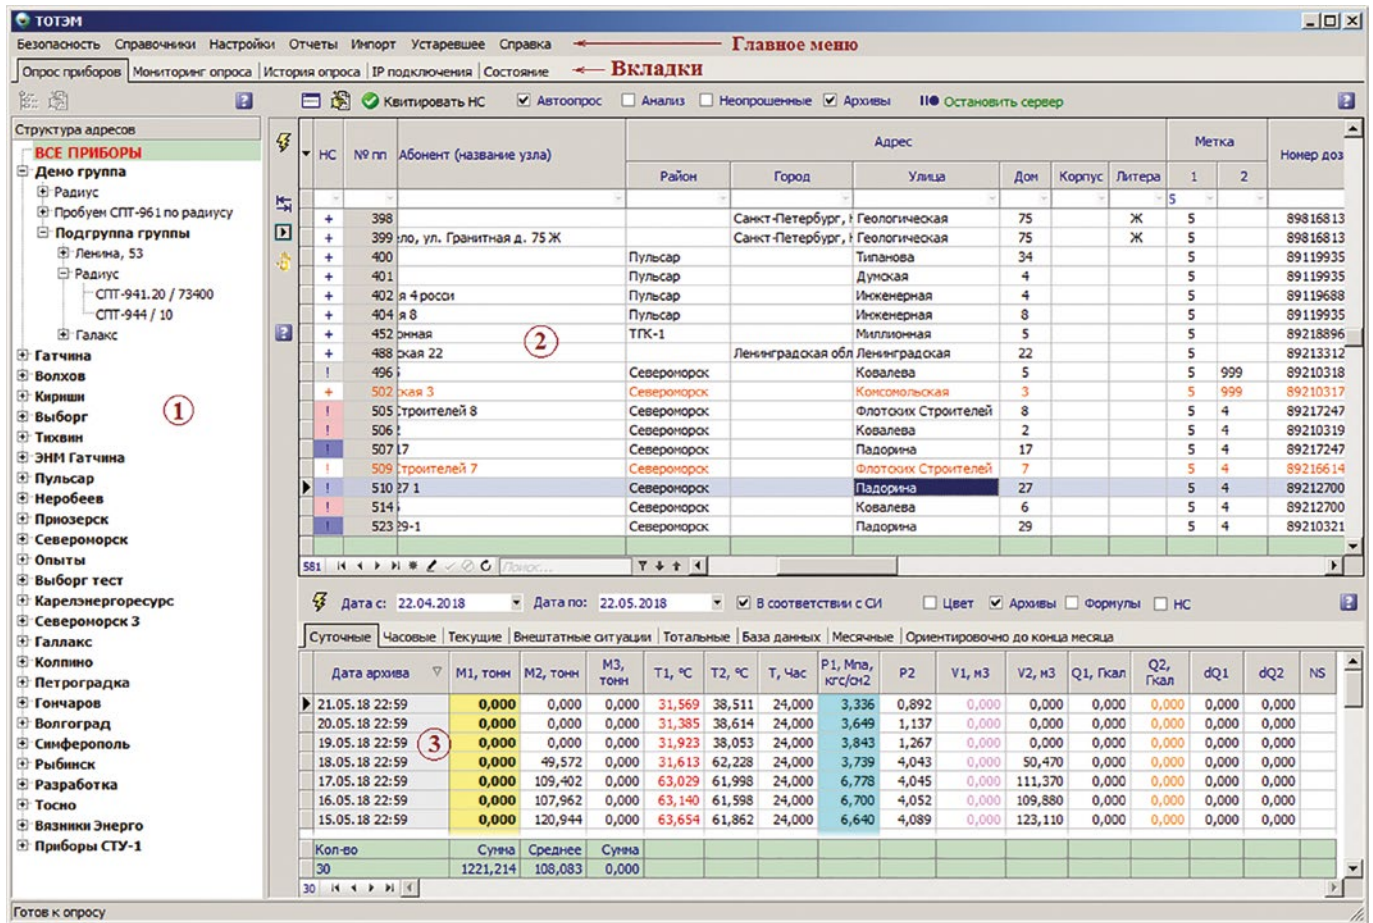 ТОТЭМ
Безопасность Справочники Настройки Отчеты Импорт Устаревшее Справка Главное меню
Опрос приборов Мониторинг опроса История опроса IP подключения Состояние Вкладки
Квитировать НС Автоопрос Анализ Неопрошенные Архивы Остановить сервер
Структура адресов
ВСЕ ПРИБОРЫ
Демо группа
Радиус
Пробуем СПТ-961 по радиусу
Подгруппа группы
Ленина, 53
Радиус
СПТ-941.20 / 73400
СПТ-944 / 10
Галакс
Гатчина
Волхов
Кириши
Выборг
Тихвин
ЭНМ Гатчина
Пульсар
Неробеев
Приозерск
Североморск
Опыты
Выборг тест
Карелэнергоресурс
Североморск 3
Галлакс
Колпино
Петроградка
Гончаров
Волгоград
Симферополь
Рыбинск
Разработка
Тосно
Вязники Энерго
Приборы СТУ-1
1
НС № пп Абонент (название узла) Адрес Метка Номер доз
Район Город Улица Дом Корпус Литера 1 2
5
+ 398 Санкт-Петербург, Геологическая 75 Ж 5 89816813
+ 399 ело, ул. Гранитная д. 75 Ж Санкт-Петербург, Геологическая 75 Ж 5 89816813
+ 400 Пульсар Типанова 34 5 89119935
+ 401 Пульсар Думская 4 5 89119935
+ 402 я 4 росси Пульсар Инженерная 4 5 89119688
+ 404 я 8 Пульсар Инженерная 8 5 89119935
+ 452 онная ТГК-1 Миллионная 5 5 89218896
+ 488 ская 22 Ленинградская обл Ленинградская 22 5 89213312
! 496 Североморск Ковалева 5 5 999 89210318
+ 502 ская 3 Североморск Комсомольская 3 5 999 89210317
! 505 Строителей 8 Североморск Флотских Строителей 8 5 4 89217247
! 506 Североморск Ковалева 2 5 4 89210319
! 507 17 Североморск Падорина 17 5 4 89217247
! 509 Строителей 7 Североморск Флотских Строителей 7 5 4 89216614
! 510 27 1 Североморск Падорина 27 5 4 89212700
! 514 Североморск Ковалева 6 5 4 89212700
! 523 29-1 Североморск Падорина 29 5 4 89210321
2
581 Поиск...
Дата с: 22.04.2018 Дата по: 22.05.2018 В соответствии с СИ Цвет Архивы Формулы НС
Суточные Часовые Текущие Внештатные ситуации Тотальные База данных Месячные Ориентировочно до конца месяца
Дата архива М1, тонн М2, тонн М3, тонн Т1, °С Т2, °С Т, Час Р1, Мпа, кгс/см2 Р2 V1, м3 V2, м3 Q1, Гкал Q2, Гкал dQ1 dQ2 NS
21.05.18 22:59 0,000 0,000 0,000 31,569 38,511 24,000 3,336 0,892 0,000 0,000 0,000 0,000 0,000 0,000
20.05.18 22:59 0,000 0,000 0,000 31,385 38,614 24,000 3,649 1,137 0,000 0,000 0,000 0,000 0,000 0,000
19.05.18 22:59 0,000 0,000 0,000 31,923 38,053 24,000 3,843 1,267 0,000 0,000 0,000 0,000 0,000 0,000
18.05.18 22:59 0,000 49,572 0,000 31,613 62,228 24,000 3,739 4,043 0,000 50,470 0,000 0,000 0,000 0,000
17.05.18 22:59 0,000 109,402 0,000 63,029 61,998 24,000 6,778 4,045 0,000 111,370 0,000 0,000 0,000 0,000
16.05.18 22:59 0,000 107,962 0,000 63,140 61,598 24,000 6,700 4,052 0,000 109,880 0,000 0,000 0,000 0,000
15.05.18 22:59 0,000 120,944 0,000 63,654 61,862 24,000 6,640 4,089 0,000 123,110 0,000 0,000 0,000 0,000
3
Кол-во Сумма Среднее Сумма
30 1221,214 108,083 0,000
30
Готов к опросу